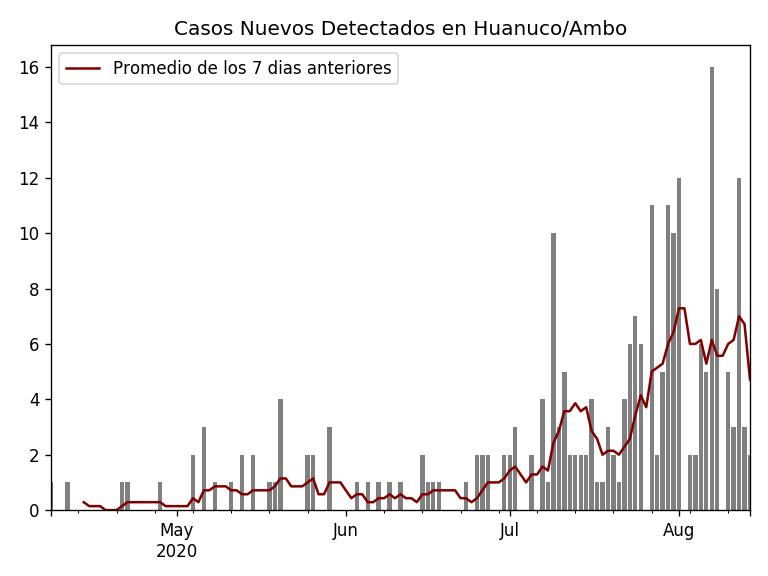 Casos Nuevos Detectados en Huanuco/Ambo
Promedio de los 7 dias anteriores
16
14
12
10
8
6
4
2
0
May
2020
Jun
Jul
Aug